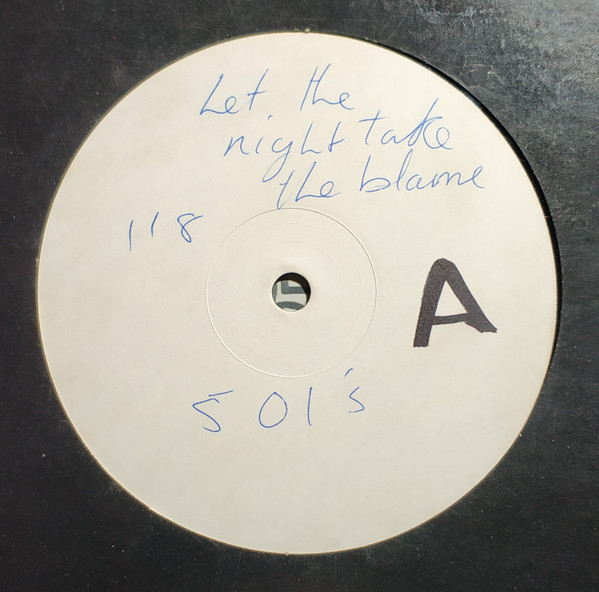 Let the
night take
the blame
118
A
501's